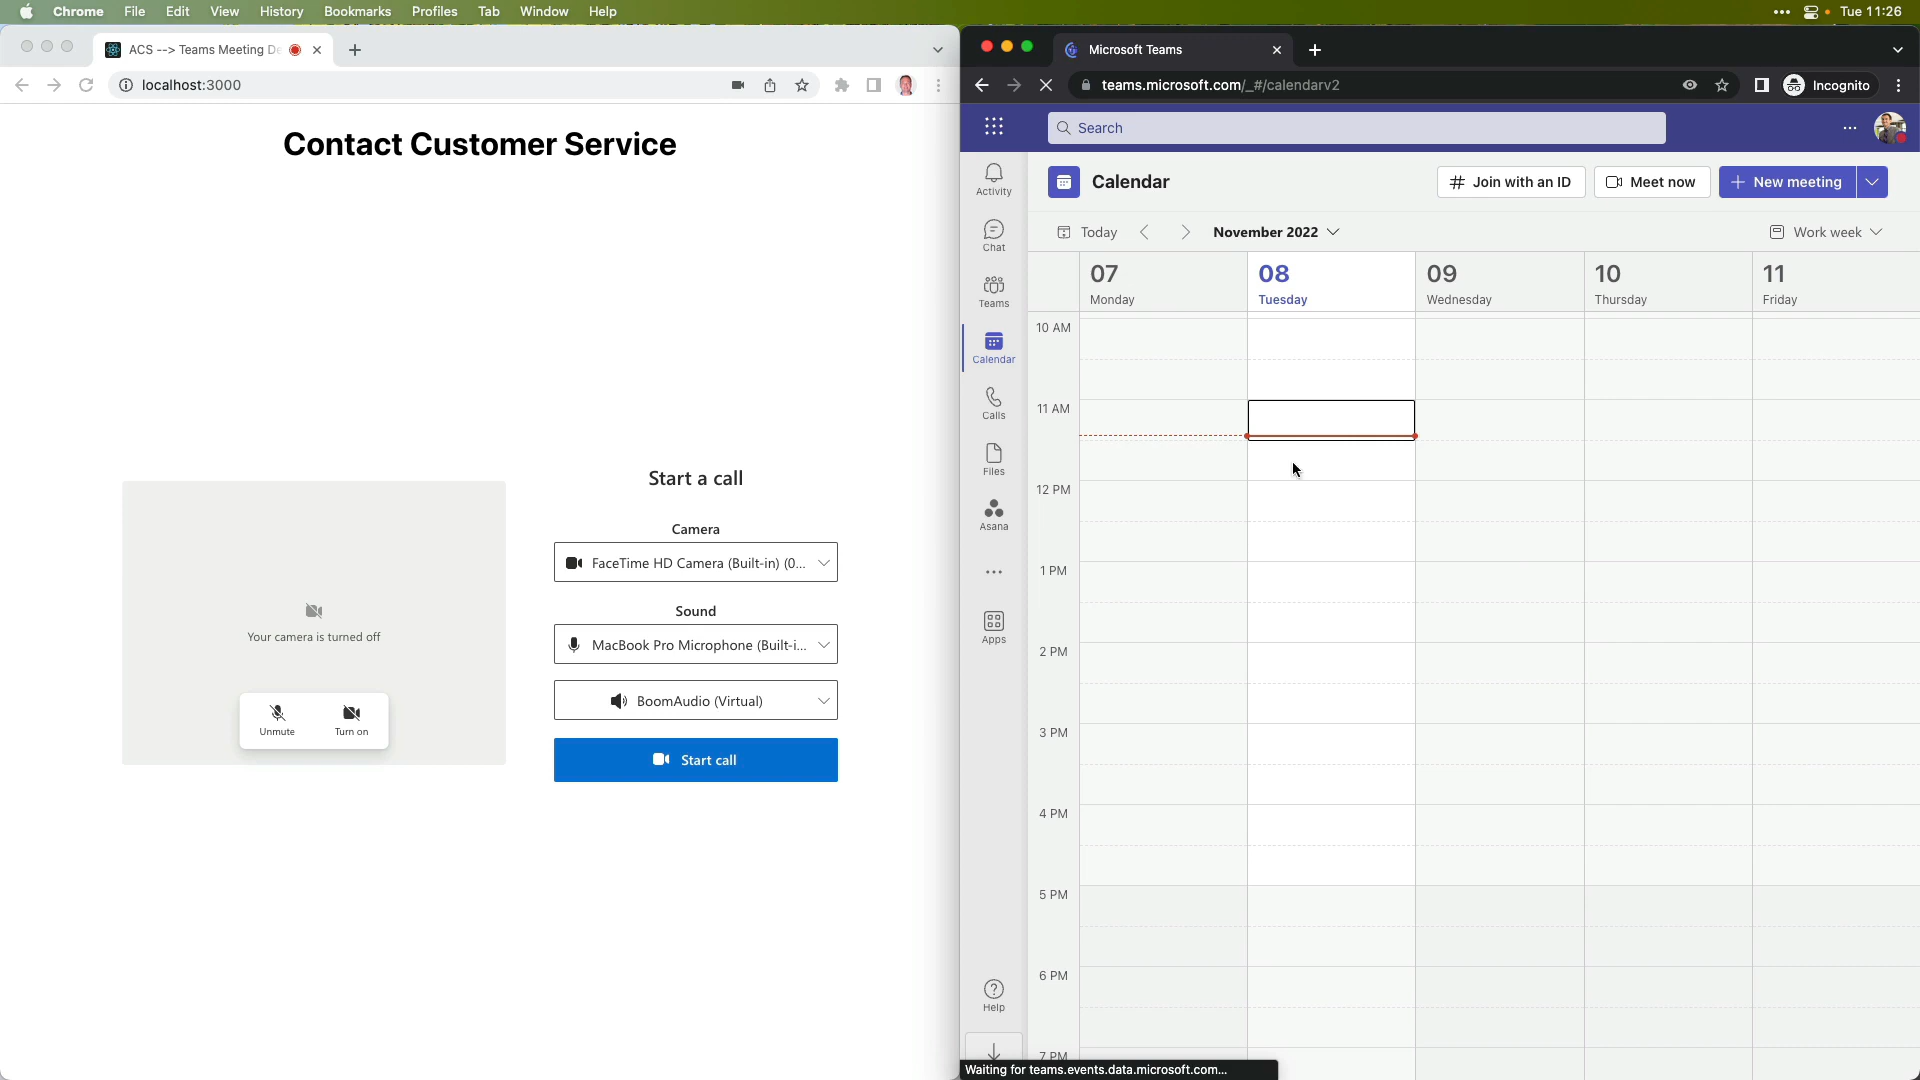 Chrome File Edit View History Bookmarks Profiles Tab Window Help
Tue 11:26
ACS --> Teams Meeting De
localhost:3000
Contact Customer Service
Your camera is turned off
Unmute Turn on
Start a call
Camera
FaceTime HD Camera (Built-in) (0...
Sound
MacBook Pro Microphone (Built-i...
BoomAudio (Virtual)
Start call
Microsoft Teams
teams.microsoft.com/_#/calendarv2
Incognito
Search
Activity
Chat
Teams
Calendar
Calls
Files
Asana
Apps
Help
Calendar
Join with an ID
Meet now
New meeting
Today
November 2022
Work week
07 08 09 10 11
Monday Tuesday Wednesday Thursday Friday
10 AM
11 AM
12 PM
1 PM
2 PM
3 PM
4 PM
5 PM
6 PM
7 PM
Waiting for teams.events.data.microsoft.com...